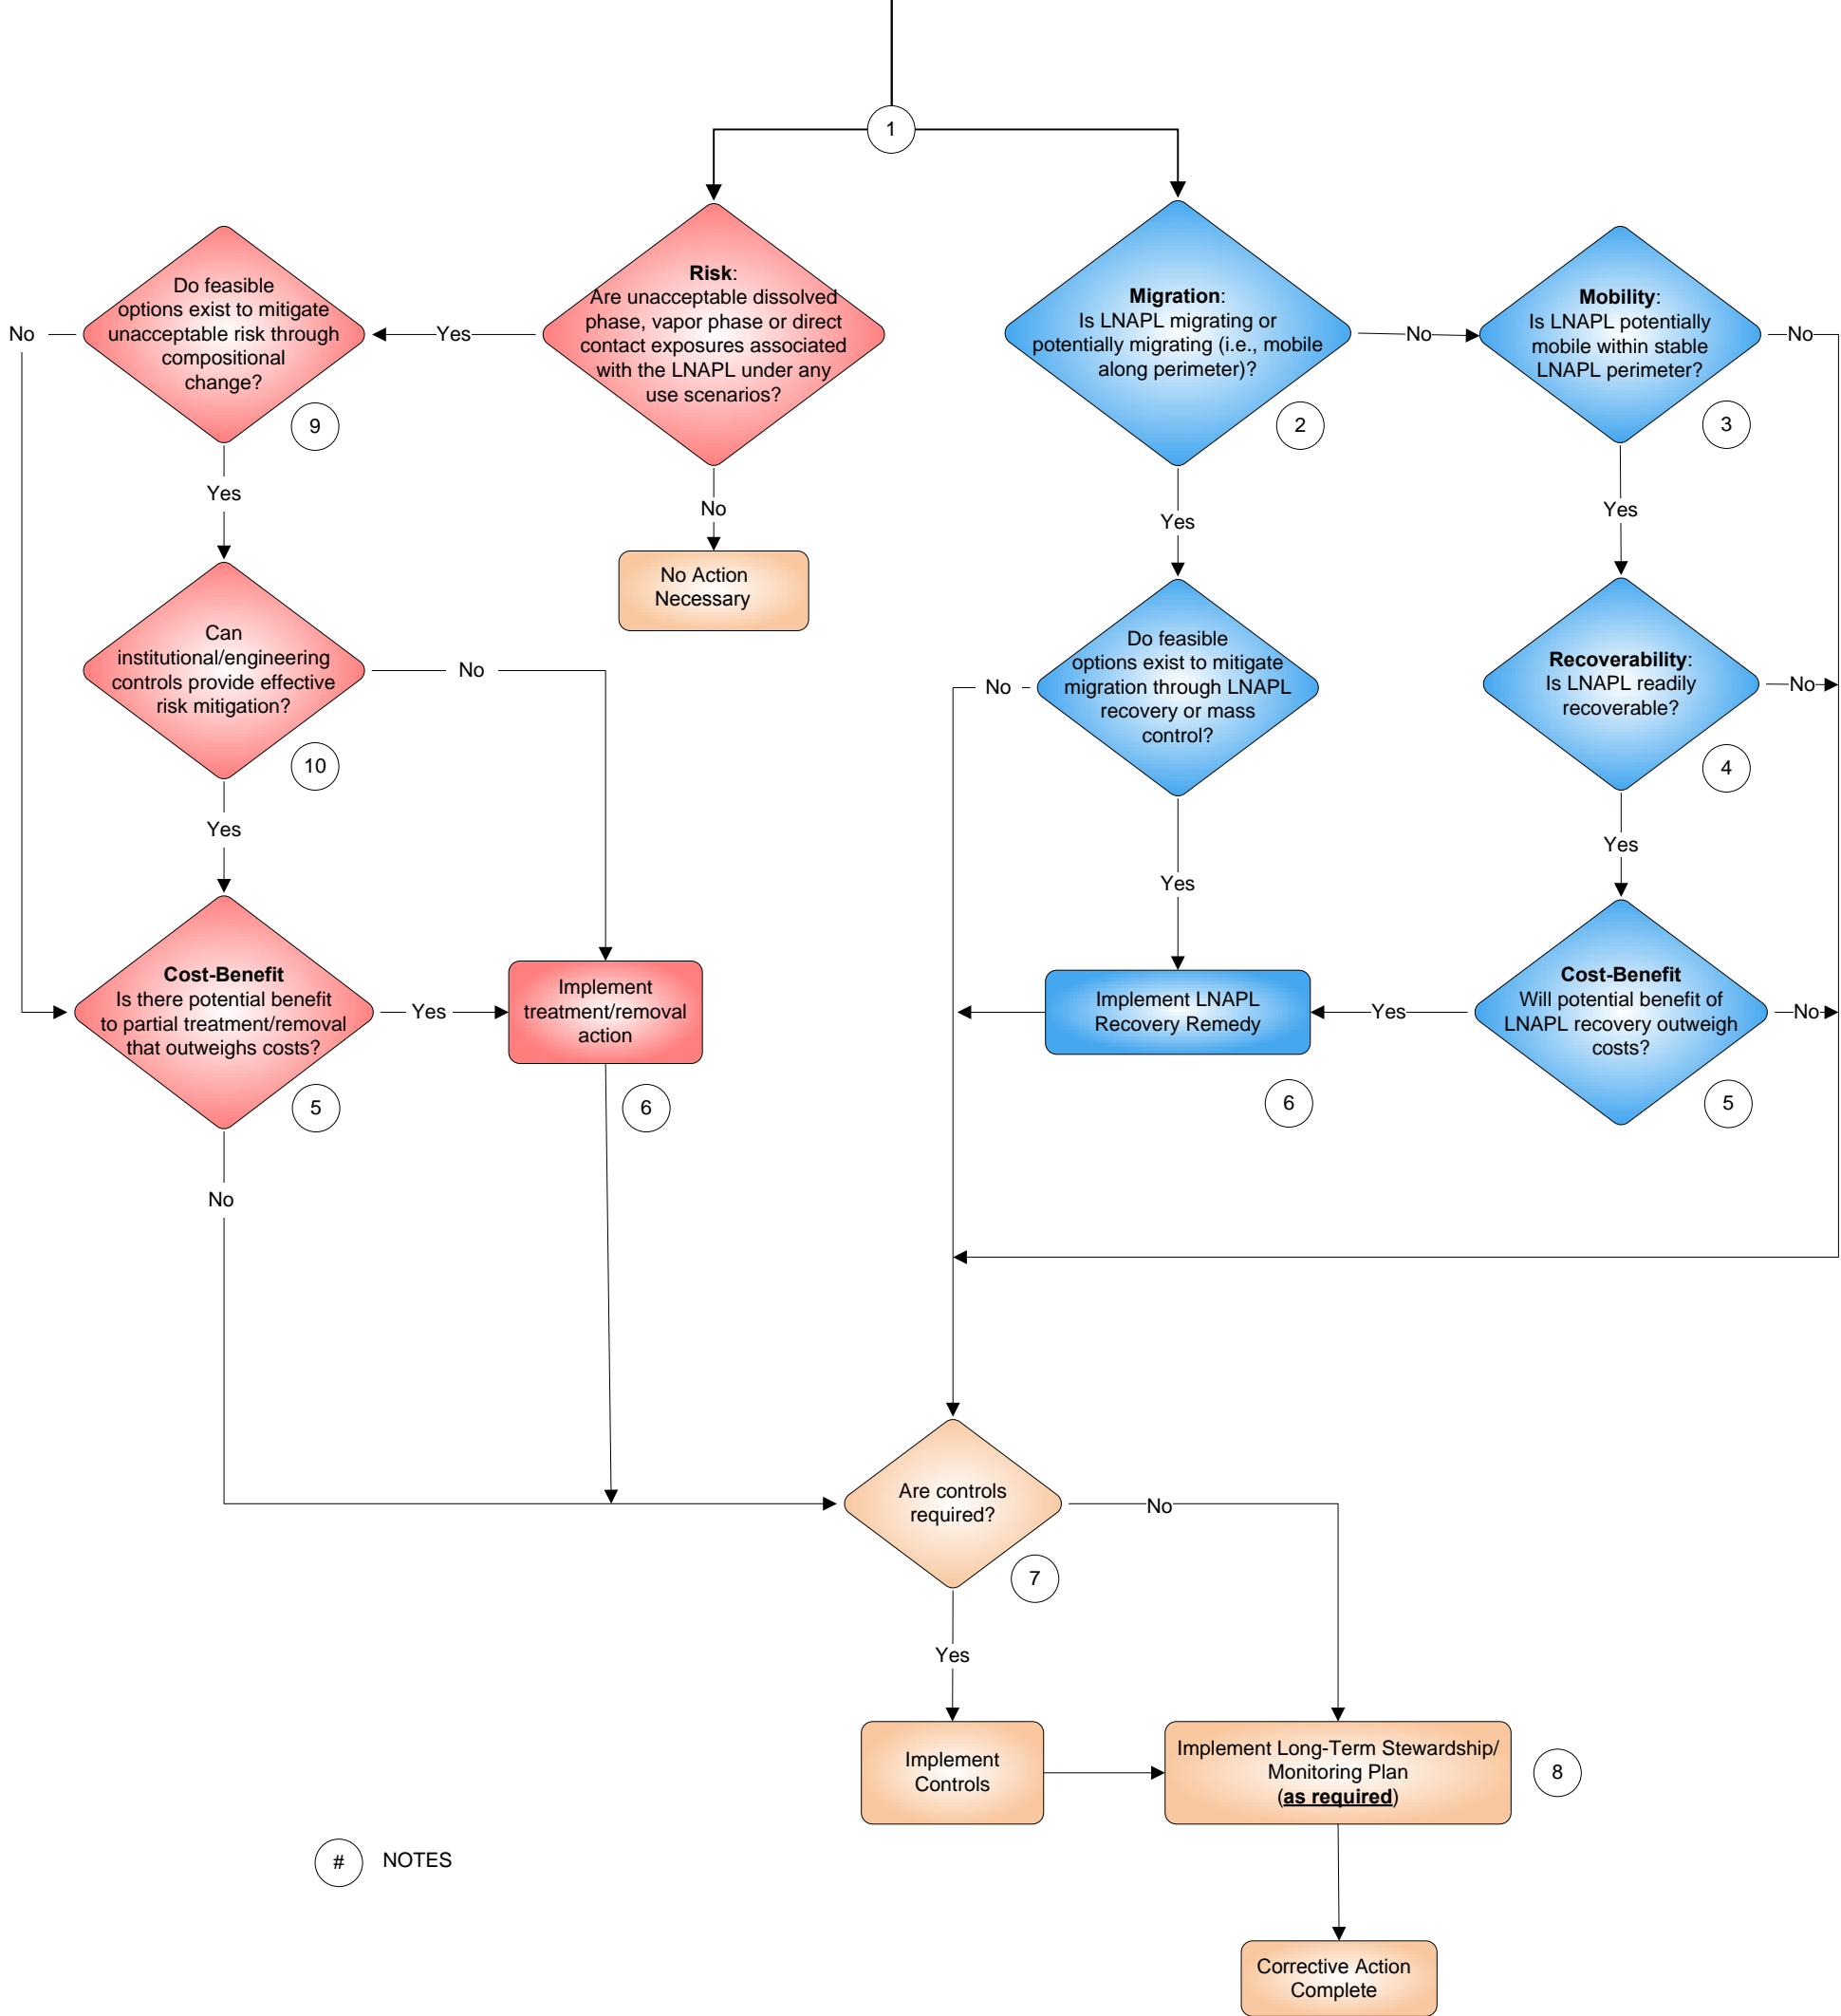 1
Risk:
Are unacceptable dissolved
phase, vapor phase or direct
contact exposures associated
with the LNAPL under any
use scenarios?
Yes
No
No Action
Necessary
Do feasible
options exist to mitigate
unacceptable risk through
compositional
change?
9
No
Yes
Can
institutional/engineering
controls provide effective
risk mitigation?
10
No
Yes
Cost-Benefit
Is there potential benefit
to partial treatment/removal
that outweighs costs?
5
Yes
No
Implement
treatment/removal
action
6
Migration:
Is LNAPL migrating or
potentially migrating (i.e., mobile
along perimeter)?
2
No
Yes
Do feasible
options exist to mitigate
migration through LNAPL
recovery or mass
control?
No
Yes
Implement LNAPL
Recovery Remedy
6
Mobility:
Is LNAPL potentially
mobile within stable
LNAPL perimeter?
3
No
Yes
Recoverability:
Is LNAPL readily
recoverable?
4
No
Yes
Cost-Benefit
Will potential benefit of
LNAPL recovery outweigh
costs?
5
Yes
No
Are controls
required?
7
No
Yes
Implement
Controls
Implement Long-Term Stewardship/
Monitoring Plan
(as required)
8
Corrective Action
Complete
# NOTES